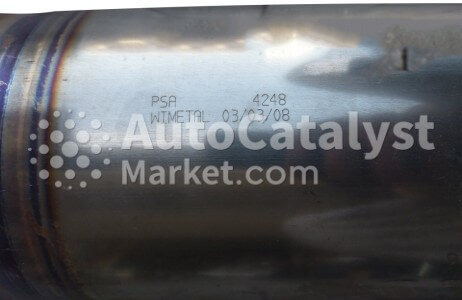 PSA 4248
WIMETAL 03/03/08
AutoCatalyst
Market.com